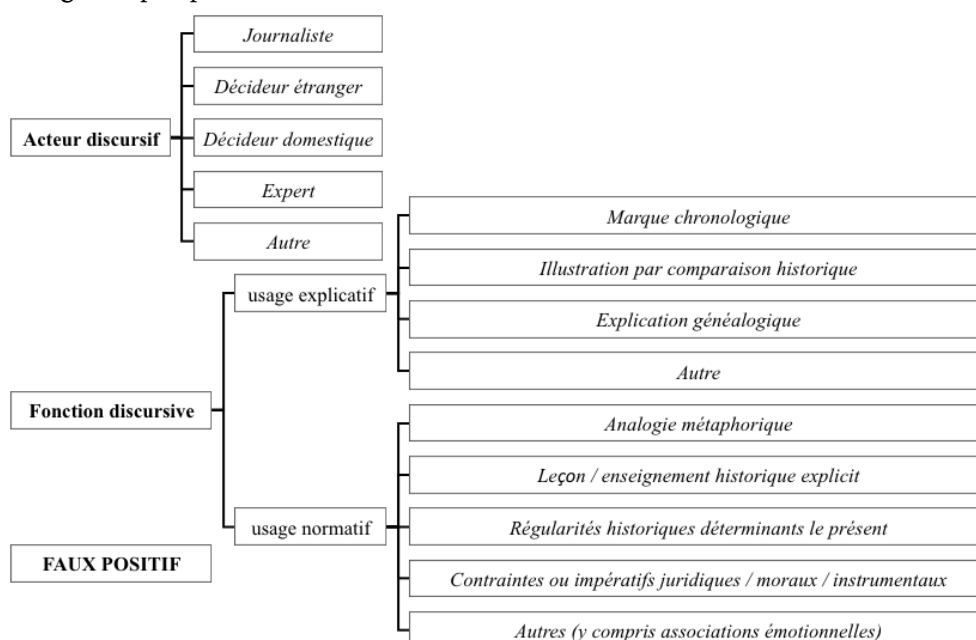 Journaliste
Décideur étranger
Acteur discursif
Décideur domestique
Expert
Autre
Marque chronologique
Illustration par comparaison historique
usage explicatif
Explication généalogique
Autre
Fonction discursive
Analogie métaphorique
Leçon / enseignement historique explicit
usage normatif
Régularités historiques déterminants le présent
FAUX POSITIF
Contraintes ou impératifs juridiques / moraux / instrumentaux
Autres (y compris associations émotionnelles)